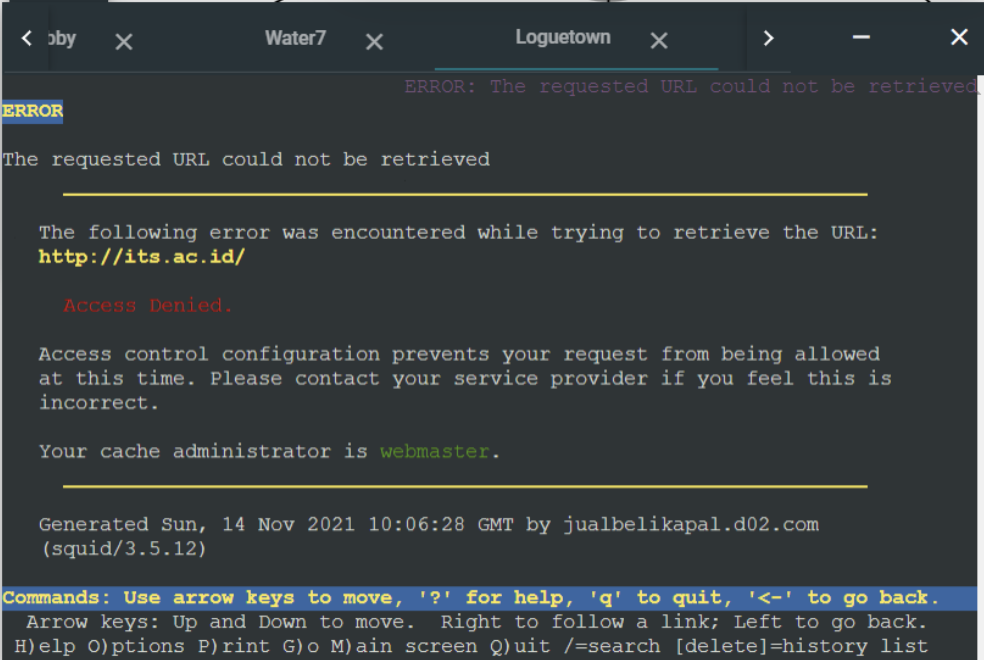 oby Water7 Loguetown
ERROR: The requested URL could not be retrieved
ERROR
The requested URL could not be retrieved
The following error was encountered while trying to retrieve the URL:
http://its.ac.id/
Access Denied.
Access control configuration prevents your request from being allowed
at this time. Please contact your service provider if you feel this is
incorrect.
Your cache administrator is webmaster.
Generated Sun, 14 Nov 2021 10:06:28 GMT by jualbelikapal.d02.com
(squid/3.5.12)
Commands: Use arrow keys to move, '?' for help, 'q' to quit, '<-' to go back.
Arrow keys: Up and Down to move. Right to follow a link; Left to go back.
H)elp O)ptions P)rint G)o M)ain screen Q)uit /=search [delete]=history list